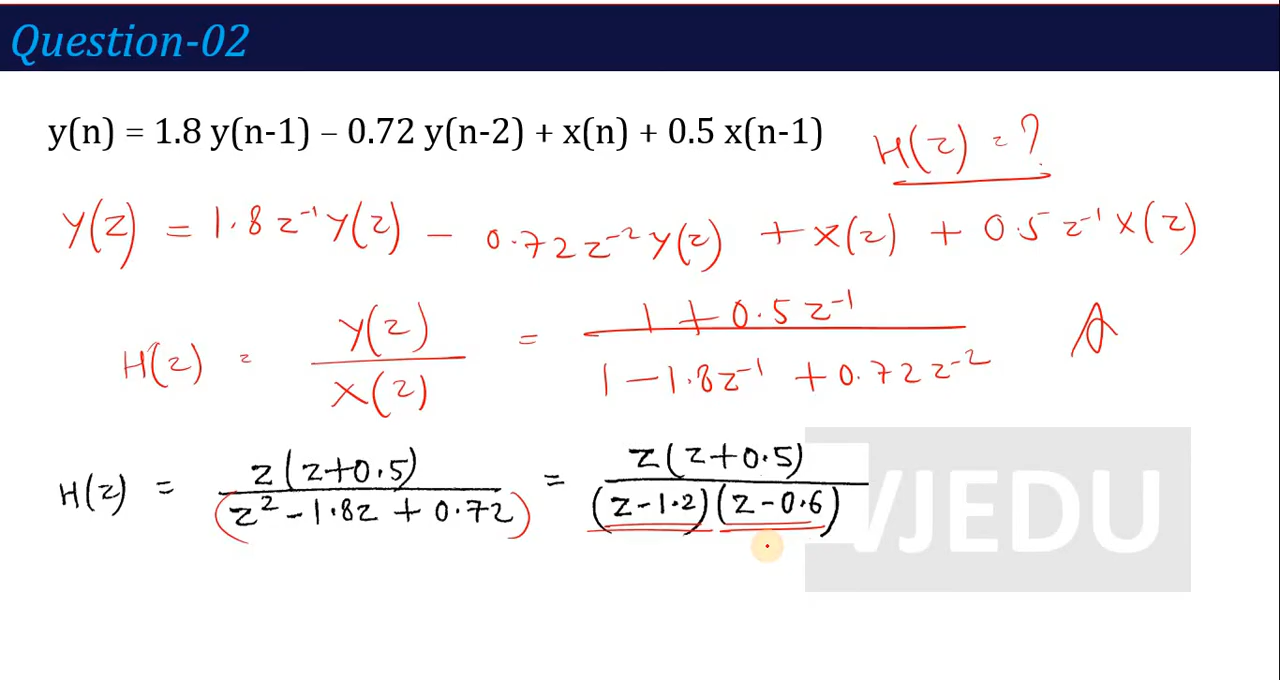 Question-02
y(n) = 1.8 y(n-1) – 0.72 y(n-2) + x(n) + 0.5 x(n-1)
H(z) = ?
Y(z) = 1.8 z⁻¹ Y(z) – 0.72 z⁻² Y(z) + X(z) + 0.5 z⁻¹ X(z)
H(z) = Y(z) / X(z) = 1 + 0.5 z⁻¹ / 1 – 1.8z⁻¹ + 0.72 z⁻²
A
H(z) = z(z+0.5) / (z² – 1.8z + 0.72) = z(z+0.5) / (z–1.2)(z–0.6)
VJEDU